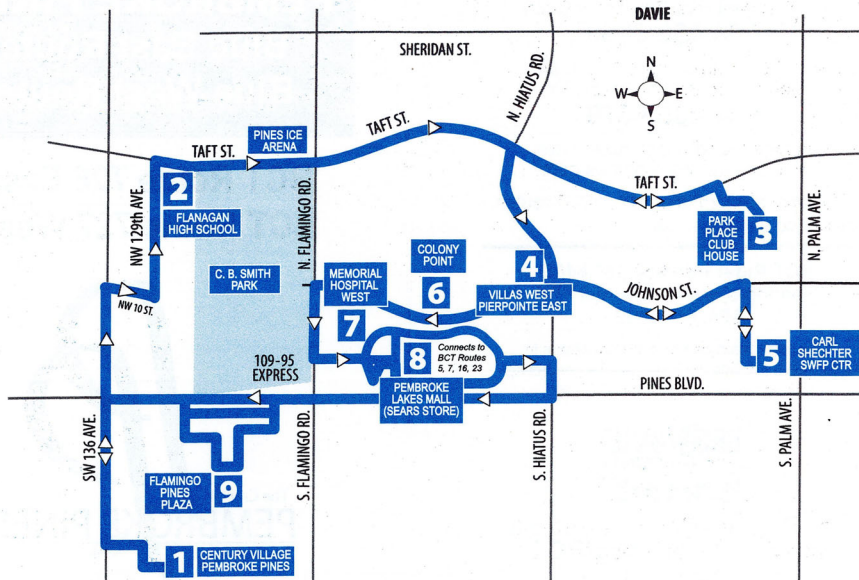 DAVIE
SHERIDAN ST.
N. HIATUS RD.
N
W
E
S
PINES ICE
ARENA
TAFT ST.
TAFT ST.
2
FLANAGAN
HIGH SCHOOL
NW 129th AVE.
N. FLAMINGO RD.
TAFT ST.
PARK
PLACE
CLUB
HOUSE
3
N. PALM AVE.
C. B. SMITH
PARK
NW 10 ST.
MEMORIAL
HOSPITAL
WEST
7
COLONY
POINT
6
4
VILLAS WEST
PIERPOINTE EAST
JOHNSON ST.
8
Connects to
BCT Routes
5, 7, 16, 23
109-95
EXPRESS
PEMBROKE
LAKES MALL
(SEARS STORE)
5
CARL
SHECHTER
SWFP CTR
PINES BLVD.
SW 136 AVE.
S. FLAMINGO RD.
S. HIATUS RD.
S. PALM AVE.
FLAMINGO
PINES
PLAZA
9
1
CENTURY VILLAGE
PEMBROKE PINES